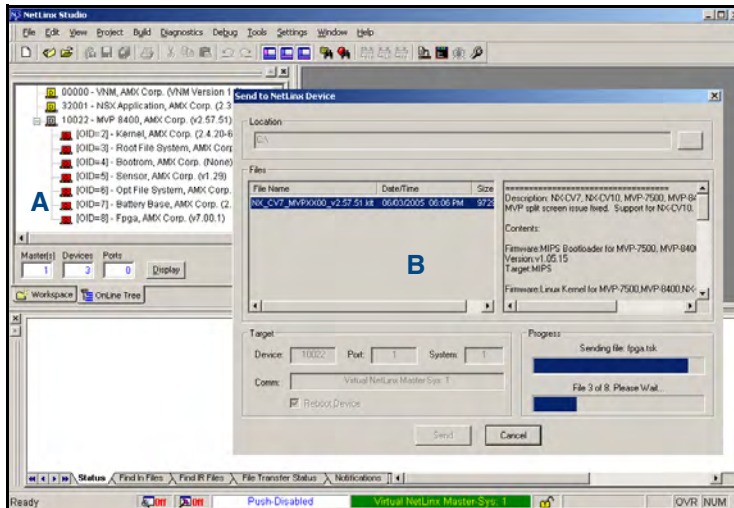 NetLinx Studio
File Edit View Project Build Diagnostics Debug Tools Settings Window Help
00000 - VNM, AMX Corp. (VNM Version 1
32001 - NSX Application, AMX Corp. (2.3
10022 - MVP 8400, AMX Corp. (v2.57.51)
[OID=2] - Kernel, AMX Corp. (2.4.20-6
[OID=3] - Root File System, AMX Corp
[OID=4] - Bootrom, AMX Corp. (None)
[OID=5] - Sensor, AMX Corp. (v1.29)
[OID=6] - Opt File System, AMX Corp.
[OID=7] - Battery Base, AMX Corp. (2.
[OID=8] - Fpga, AMX Corp. (v7.00.1)
A
Master(s) Devices Ports
1 3 0 Display
Workspace OnLine Tree
Send to NetLinx Device
Location
C:\
...
Files
File Name Date/Time Size
NX_CV7_MVPXX00_v2.57.51.kit 06/03/2005 06:06 PM 9729
B
Description: NX-CV7, NX-CV10, MVP-7500, MVP-84
MVP split screen issue fixed. Support for NX-CV10,
Contents:
Firmware:MIPS Bootloader for MVP-7500, MVP-8400
Version:v1.05.15
Target:MIPS
Firmware:Linux Kernel for MVP-7500,MVP-8400,NX-
Target
Device: 10022 Port: 1 System: 1
Comm: Virtual NetLinx Master-Sys: 1
Reboot Device
Progress
Sending file: fpga.tsk
File 3 of 8. Please Wait...
Send Cancel
Status Find In Files Find IR Files File Transfer Status Notifications
Ready Off Off Push-Disabled Virtual NetLinx Master-Sys: 1 OVR NUM